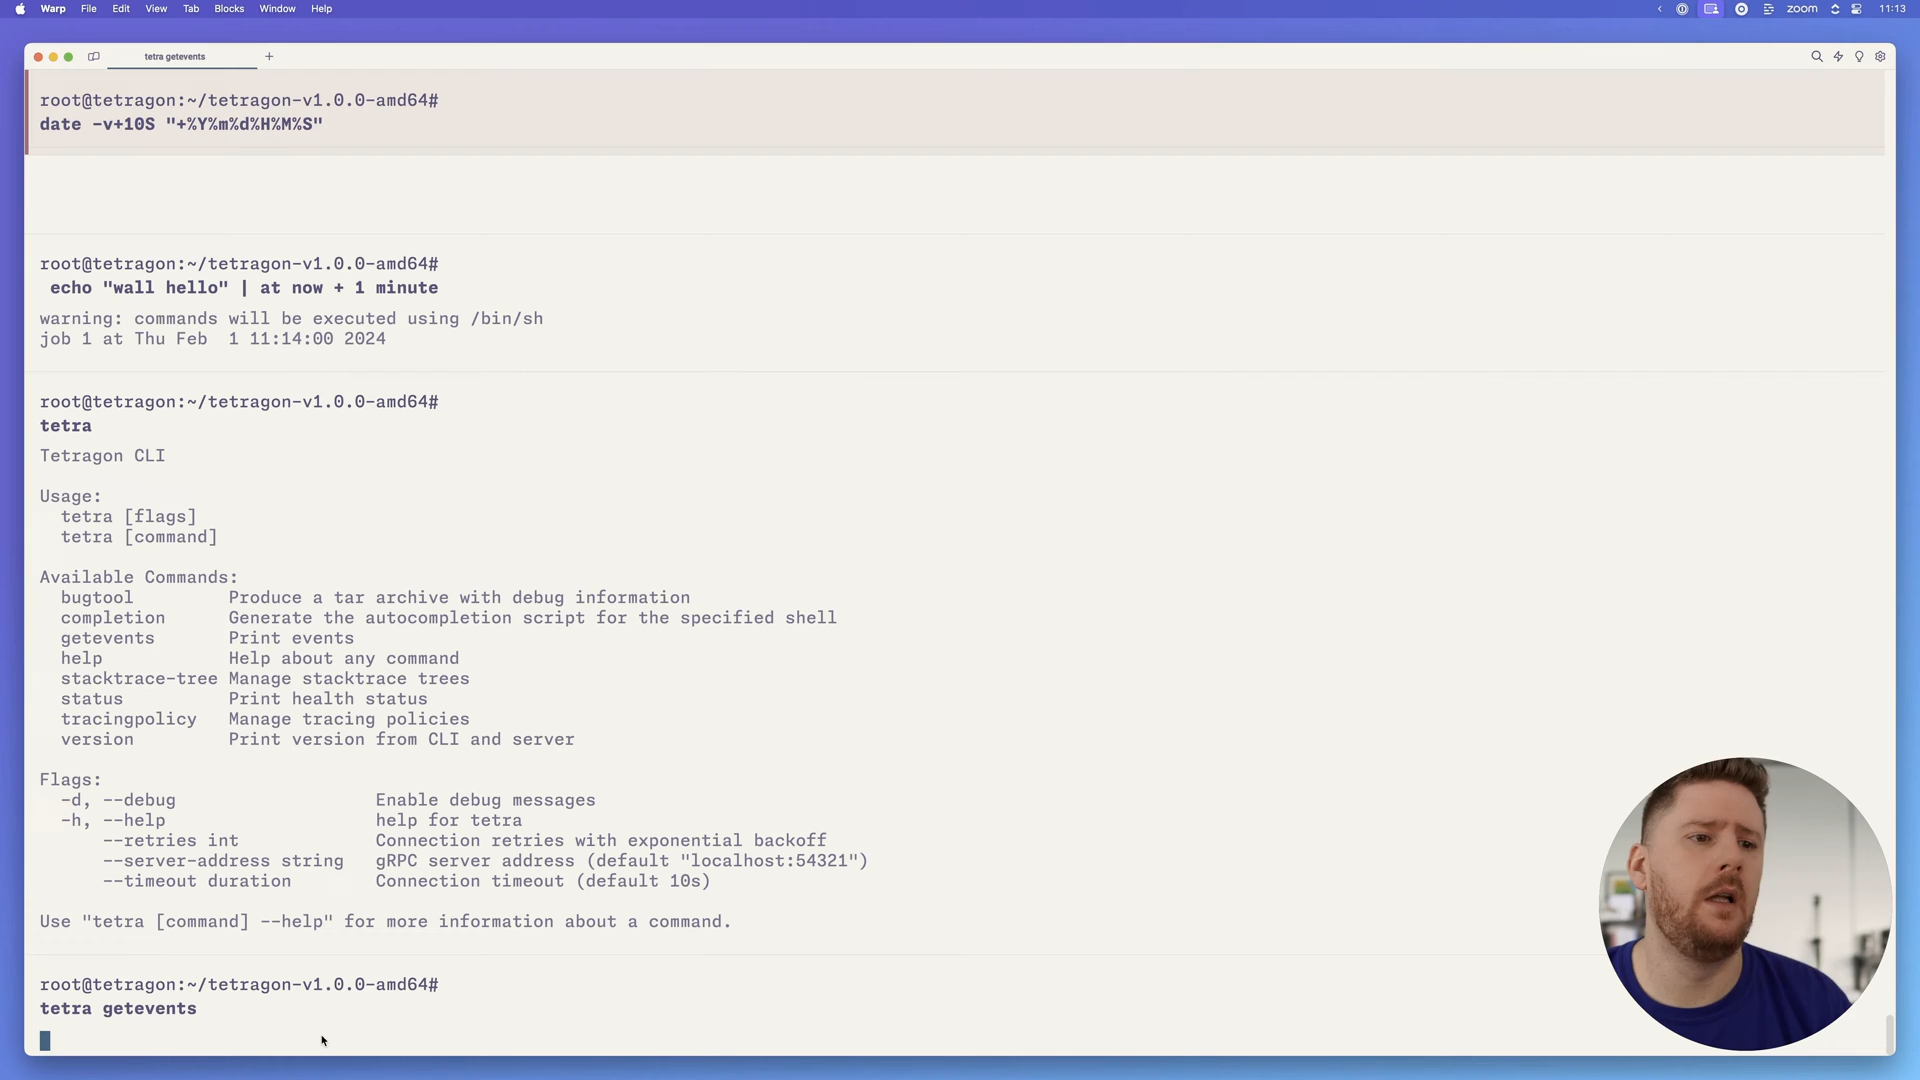 Warp File Edit View Tab Blocks Window Help zoom 11:13
tetra getevents
root@tetragon:~/tetragon-v1.0.0-amd64#
date -v+10S "+%Y%m%d%H%M%S"
root@tetragon:~/tetragon-v1.0.0-amd64#
echo "wall hello" | at now + 1 minute
warning: commands will be executed using /bin/sh
job 1 at Thu Feb  1 11:14:00 2024
root@tetragon:~/tetragon-v1.0.0-amd64#
tetra
Tetragon CLI
Usage:
tetra [flags]
tetra [command]
Available Commands:
bugtool Produce a tar archive with debug information
completion Generate the autocompletion script for the specified shell
getevents Print events
help Help about any command
stacktrace-tree Manage stacktrace trees
status Print health status
tracingpolicy Manage tracing policies
version Print version from CLI and server
Flags:
-d, --debug Enable debug messages
-h, --help help for tetra
--retries int Connection retries with exponential backoff
--server-address string gRPC server address (default "localhost:54321")
--timeout duration Connection timeout (default 10s)
Use "tetra [command] --help" for more information about a command.
root@tetragon:~/tetragon-v1.0.0-amd64#
tetra getevents